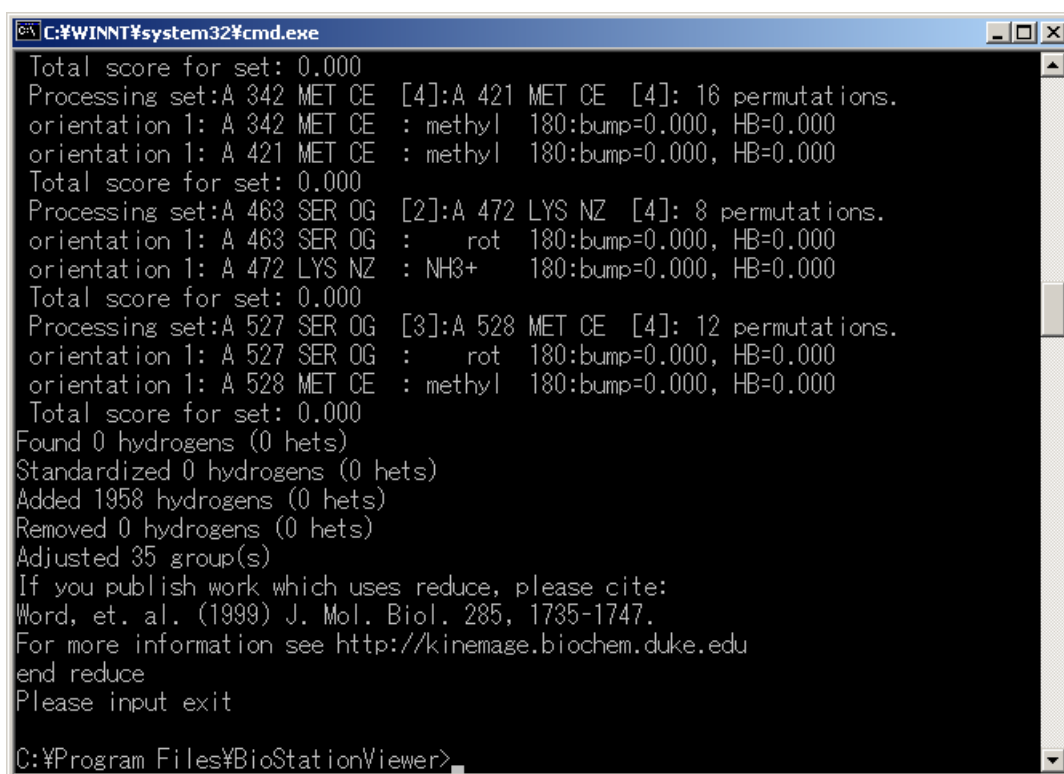 C:¥WINNT¥system32¥cmd.exe
Total score for set: 0.000
Processing set:A 342 MET CE  [4]:A 421 MET CE  [4]: 16 permutations.
orientation 1: A 342 MET CE  : methyl  180:bump=0.000, HB=0.000
orientation 1: A 421 MET CE  : methyl  180:bump=0.000, HB=0.000
Total score for set: 0.000
Processing set:A 463 SER OG  [2]:A 472 LYS NZ  [4]: 8 permutations.
orientation 1: A 463 SER OG  :    rot  180:bump=0.000, HB=0.000
orientation 1: A 472 LYS NZ  : NH3+    180:bump=0.000, HB=0.000
Total score for set: 0.000
Processing set:A 527 SER OG  [3]:A 528 MET CE  [4]: 12 permutations.
orientation 1: A 527 SER OG  :    rot  180:bump=0.000, HB=0.000
orientation 1: A 528 MET CE  : methyl  180:bump=0.000, HB=0.000
Total score for set: 0.000
Found 0 hydrogens (0 hets)
Standardized 0 hydrogens (0 hets)
Added 1958 hydrogens (0 hets)
Removed 0 hydrogens (0 hets)
Adjusted 35 group(s)
If you publish work which uses reduce, please cite:
Word, et. al. (1999) J. Mol. Biol. 285, 1735-1747.
For more information see http://kinemage.biochem.duke.edu
end reduce
Please input exit
C:¥Program Files¥BioStationViewer>_